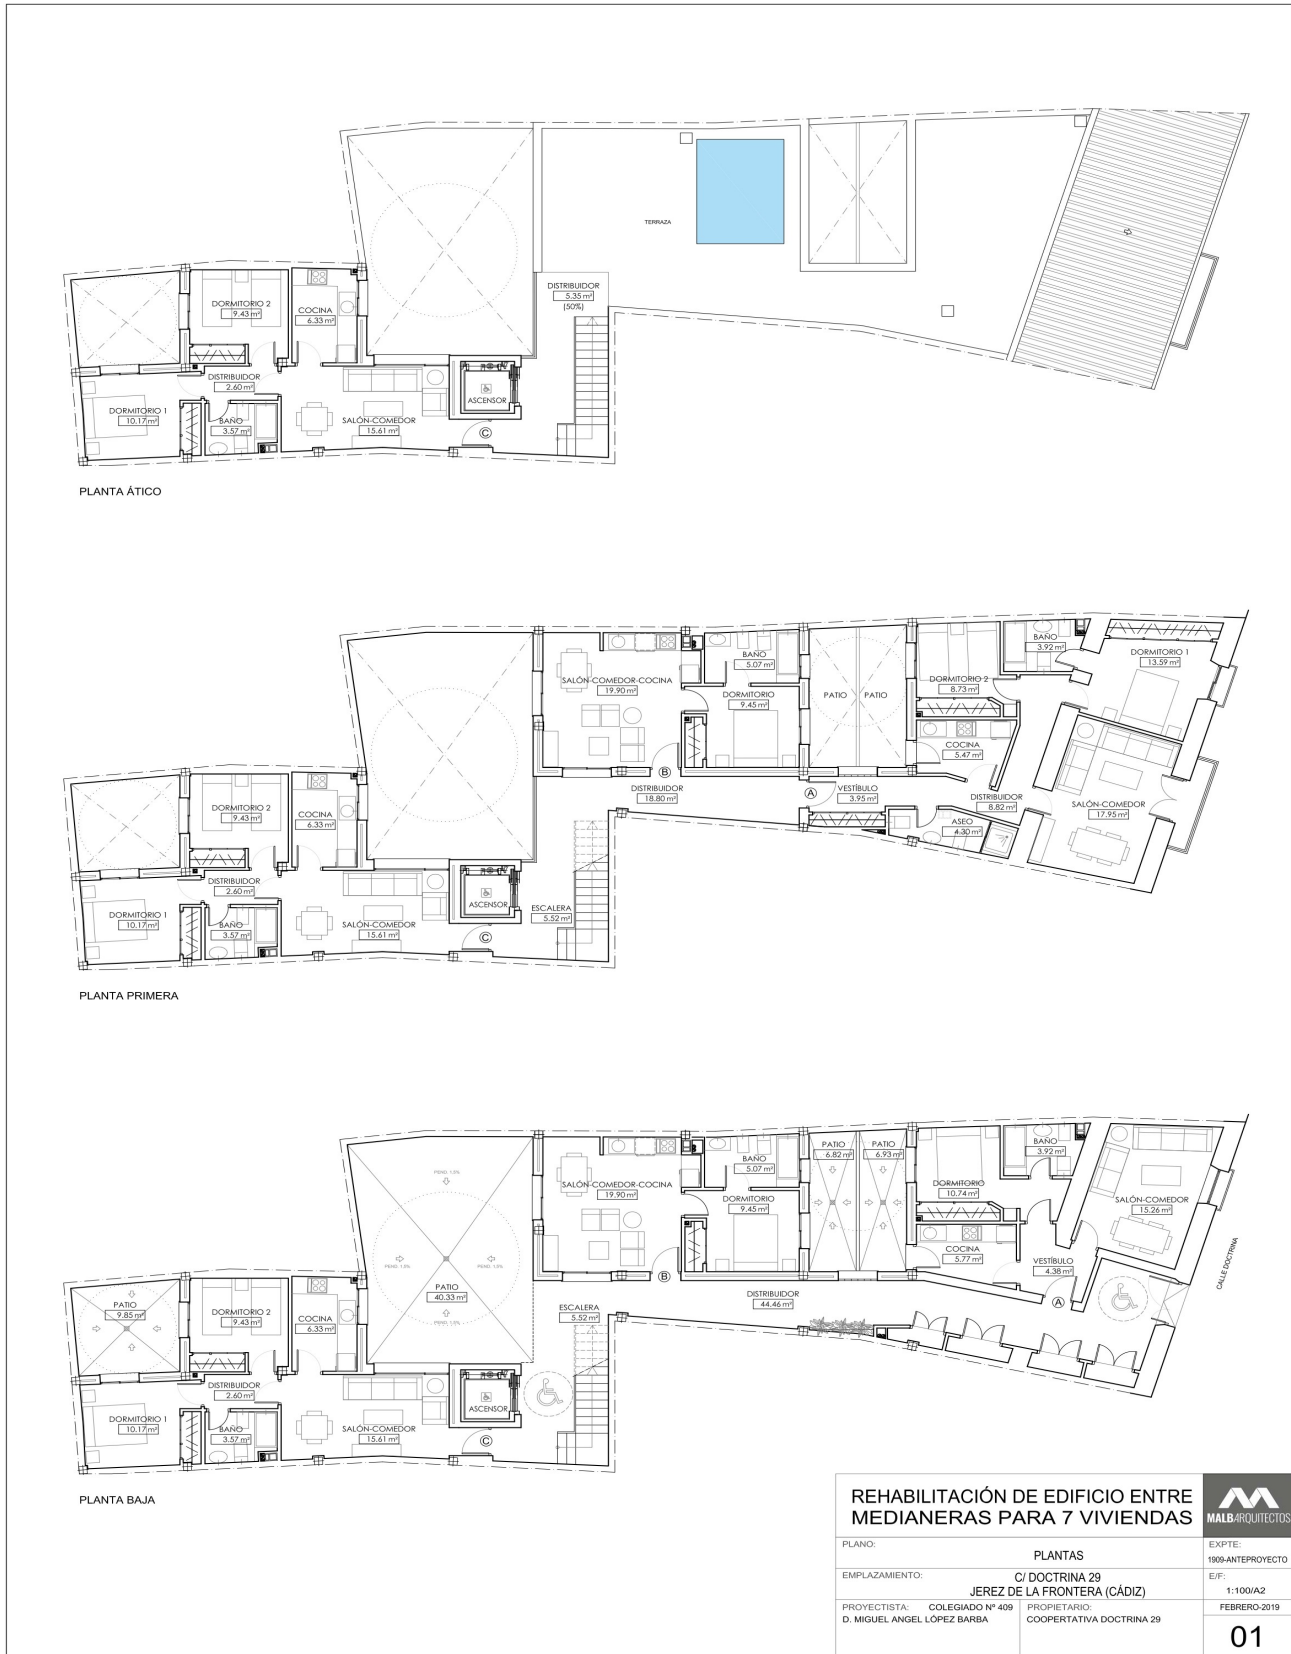 TERRAZA
DISTRIBUIDOR
5.35 m²
(50%)
DORMITORIO 2
9.43 m²
COCINA
6.33 m²
DISTRIBUIDOR
2.60 m²
ASCENSOR
DORMITORIO 1
10.17 m²
BAÑO
3.57 m²
SALÓN-COMEDOR
15.61 m²
C
PLANTA ÁTICO
BAÑO
3.92 m²
BAÑO
5.07 m²
DORMITORIO 1
13.59 m²
SALÓN-COMEDOR-COCINA
19.90 m²
DORMITORIO 2
8.73 m²
DORMITORIO
9.45 m²
PATIO
PATIO
COCINA
5.47 m²
B
DISTRIBUIDOR
18.80 m²
A
VESTÍBULO
3.95 m²
DISTRIBUIDOR
8.82 m²
SALÓN-COMEDOR
17.95 m²
ASEO
4.30 m²
DORMITORIO 2
9.43 m²
COCINA
6.33 m²
DISTRIBUIDOR
2.60 m²
ASCENSOR
ESCALERA
5.52 m²
DORMITORIO 1
10.17 m²
BAÑO
3.57 m²
SALÓN-COMEDOR
15.61 m²
C
PLANTA PRIMERA
PATIO
6.82 m²
PATIO
6.93 m²
BAÑO
3.92 m²
BAÑO
5.07 m²
PEND. 1.5%
SALÓN-COMEDOR-COCINA
19.90 m²
DORMITORIO
10.74 m²
SALÓN-COMEDOR
15.26 m²
DORMITORIO
9.45 m²
COCINA
5.77 m²
VESTÍBULO
4.38 m²
CALLE DOCTRINA
PEND. 1.5%
PEND. 1.5%
B
PATIO
40.33 m²
DISTRIBUIDOR
44.46 m²
A
PEND. 1.5%
ESCALERA
5.52 m²
PATIO
9.85 m²
DORMITORIO 2
9.43 m²
COCINA
6.33 m²
DISTRIBUIDOR
2.60 m²
ASCENSOR
DORMITORIO 1
10.17 m²
BAÑO
3.57 m²
SALÓN-COMEDOR
15.61 m²
C
PLANTA BAJA
REHABILITACIÓN DE EDIFICIO ENTRE
MEDIANERAS PARA 7 VIVIENDAS
MALBARQUITECTOS
PLANO:
PLANTAS
EXPTE:
1909-ANTEPROYECTO
EMPLAZAMIENTO:
C/ DOCTRINA 29
JEREZ DE LA FRONTERA (CÁDIZ)
E/F:
1:100/A2
PROYECTISTA: COLEGIADO Nº 409
D. MIGUEL ANGEL LÓPEZ BARBA
PROPIETARIO:
COOPERTATIVA DOCTRINA 29
FEBRERO-2019
01